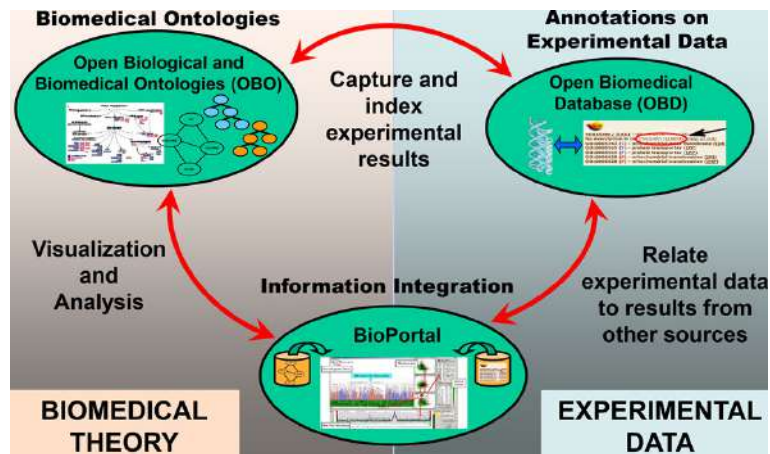 Biomedical Ontologies
Annotations on
Experimental Data
Open Biological and
Biomedical Ontologies (OBO)
Capture and
index
experimental
results
Open Biomedical
Database (OBD)
Visualization
and
Analysis
Relate
experimental data
to results from
other sources
Information Integration
BioPortal
BIOMEDICAL
THEORY
EXPERIMENTAL
DATA